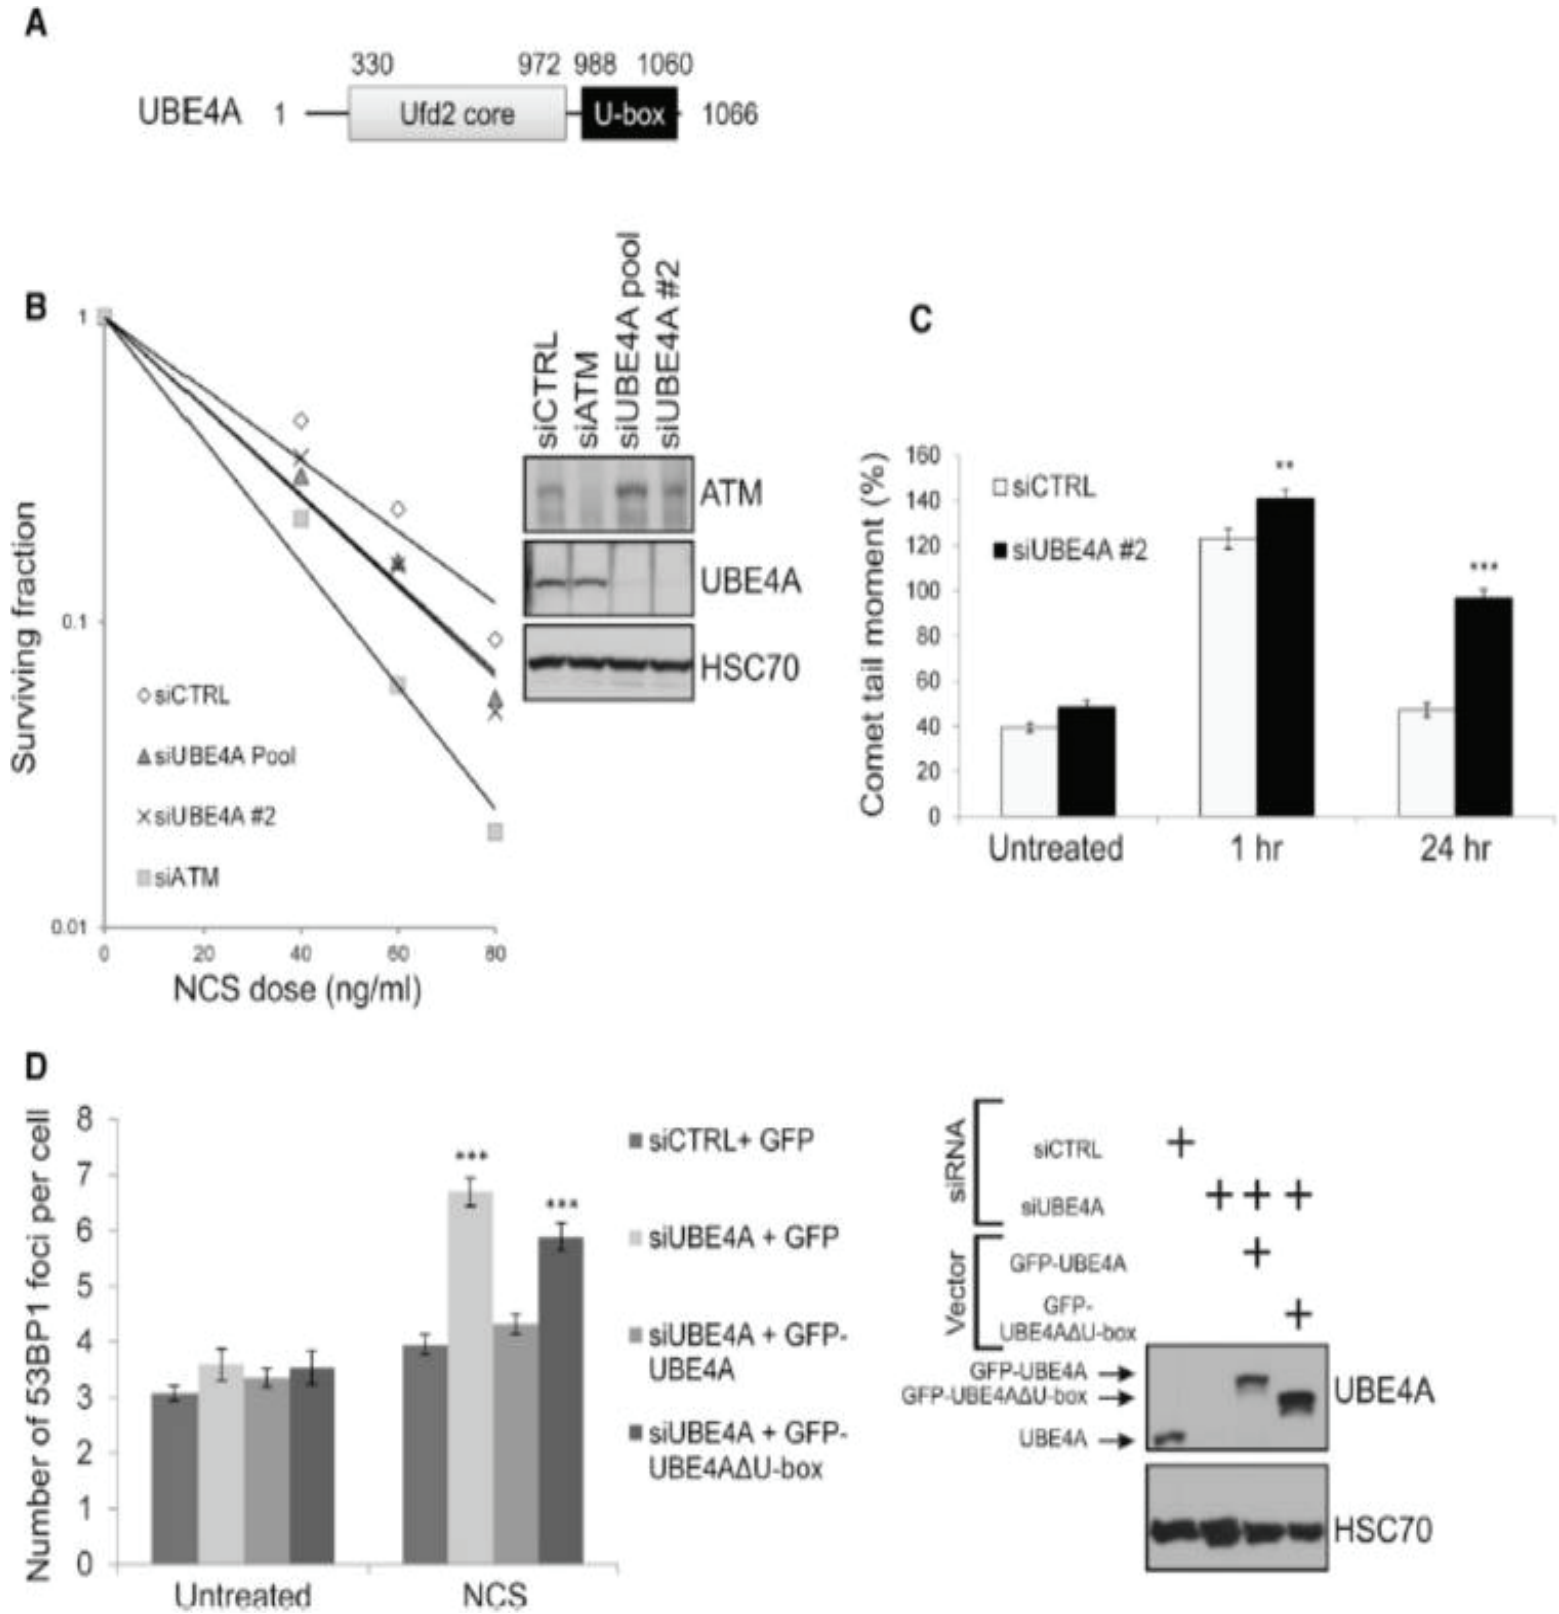 A
330 972 988 1060
UBE4A 1 Ufd2 core U-box 1066
B
siCTRL
siATM
siUBE4A pool
siUBE4A #2
ATM
UBE4A
HSC70
1
0.1
0.01
Surviving fraction
siCTRL
siUBE4A Pool
siUBE4A #2
siATM
0 20 40 60 80
NCS dose (ng/ml)
C
Comet tail moment (%)
160
140
120
100
80
60
40
20
0
siCTRL
siUBE4A #2
**
***
Untreated 1 hr 24 hr
D
Number of 53BP1 foci per cell
8
7
6
5
4
3
2
1
0
***
***
Untreated NCS
siCTRL+ GFP
siUBE4A + GFP
siUBE4A + GFP-
UBE4A
siUBE4A + GFP-
UBE4AΔU-box
siRNA
siCTRL +
siUBE4A + + +
Vector
GFP-UBE4A +
GFP-
UBE4AΔU-box +
GFP-UBE4A
GFP-UBE4AΔU-box
UBE4A
UBE4A
HSC70